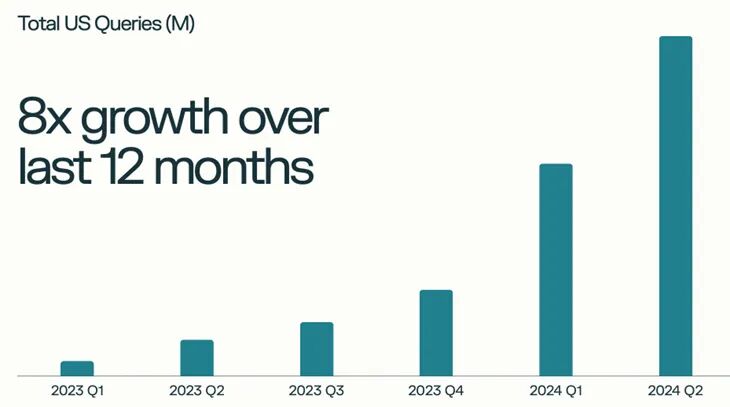 Total US Queries (M)
8x growth over
last 12 months
2023 Q1 2023 Q2 2023 Q3 2023 Q4 2024 Q1 2024 Q2